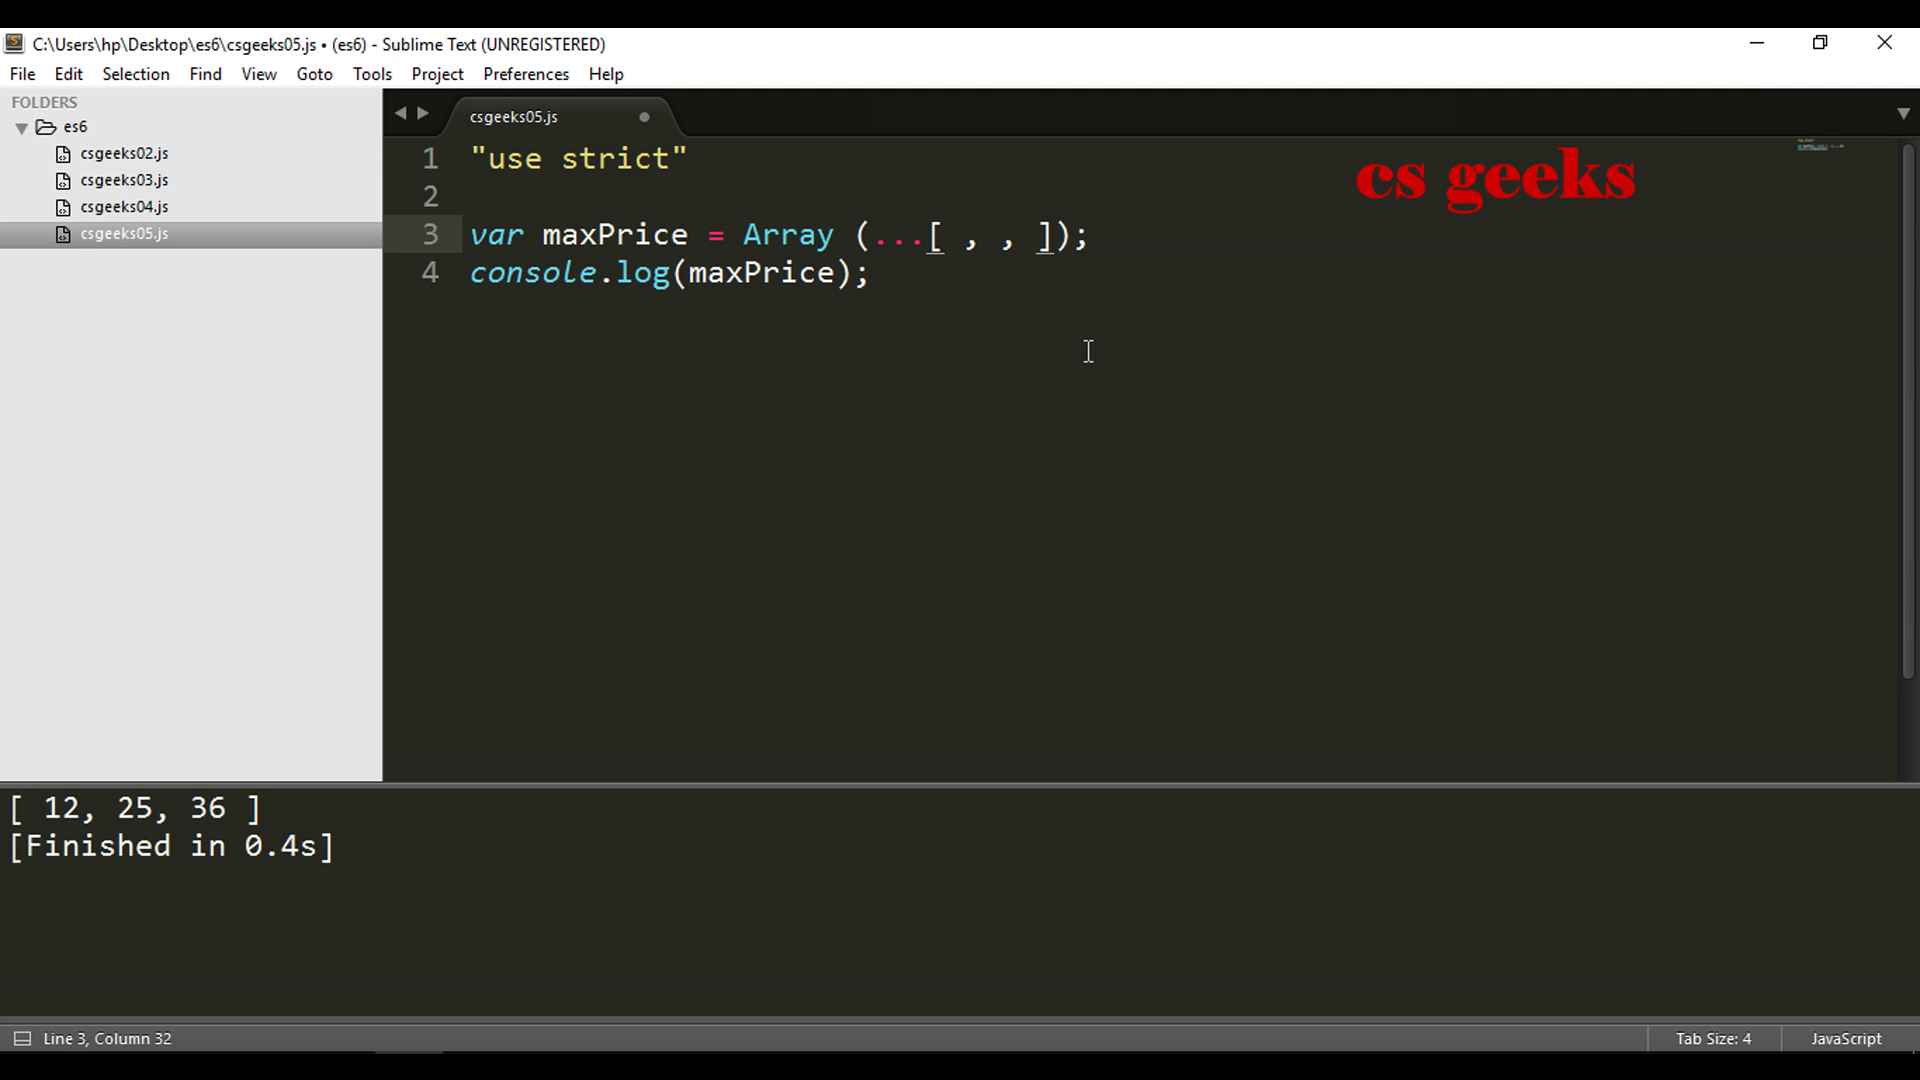 C:\Users\hp\Desktop\es6\csgeeks05.js • (es6) - Sublime Text (UNREGISTERED)
File Edit Selection Find View Goto Tools Project Preferences Help
FOLDERS
es6
csgeeks02.js
csgeeks03.js
csgeeks04.js
csgeeks05.js
csgeeks05.js
1 "use strict"
2
3 var maxPrice = Array (...[ , , ]);
4 console.log(maxPrice);
cs geeks
[ 12, 25, 36 ]
[Finished in 0.4s]
Line 3, Column 32
Tab Size: 4
JavaScript